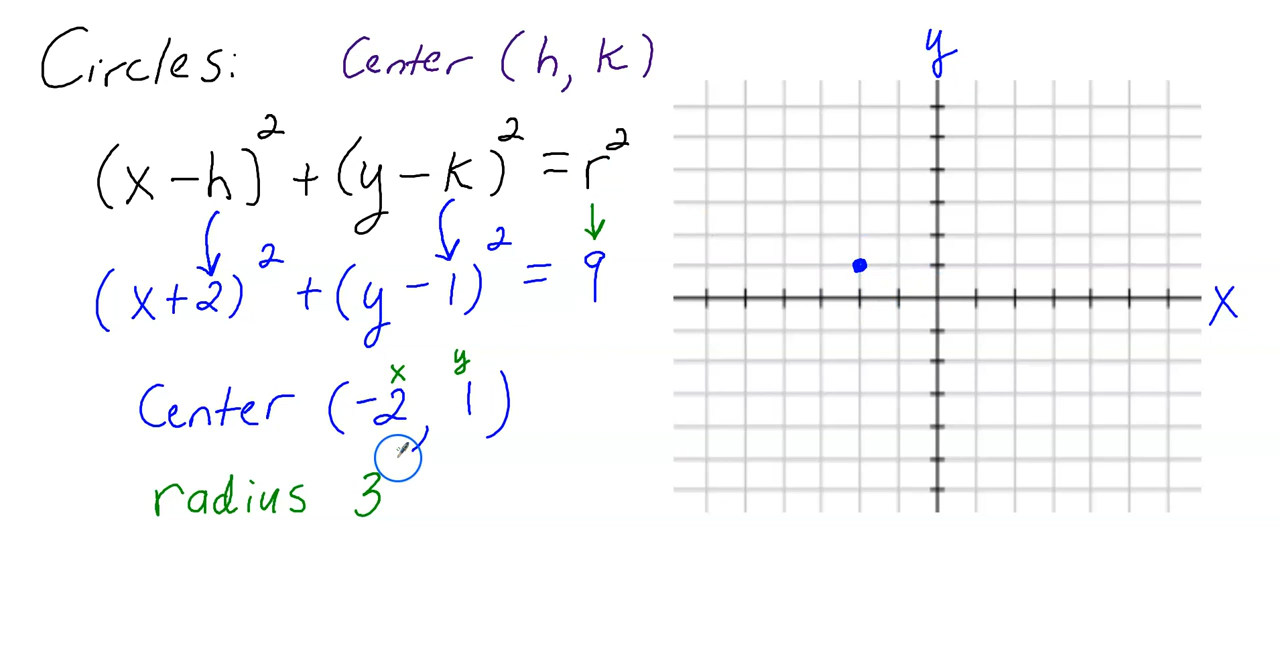 Circles: Center (h, k)
(x-h)² + (y-k)² = r²
(x+2)² + (y-1)² = 9
x y
Center (-2, 1)
radius 3
y
x